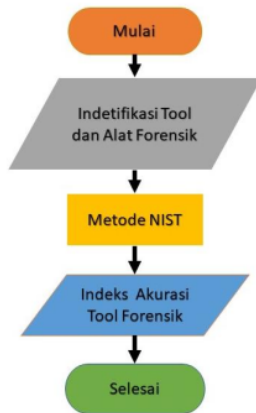 Mulai
Indetifikasi Tool
dan Alat Forensik
Metode NIST
Indeks Akurasi
Tool Forensik
Selesai